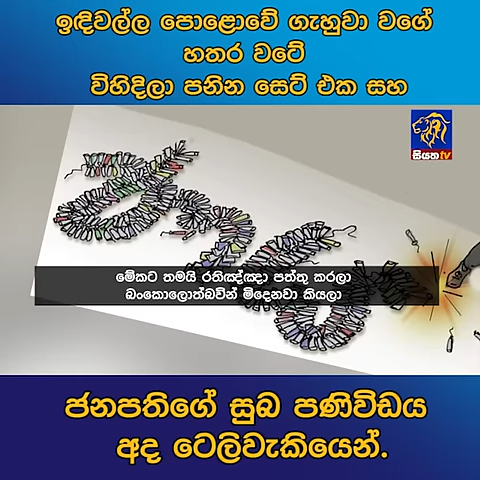 ඉඳිවල්ල පොළොවේ ගැහුවා වගේ
හතර වටේ
විහිදිලා පනින සෙට් එක සහ
සියත tv
මේකට තමයි රතිඤ්ඤා පත්තු කරලා
බංකොලොත්බවින් මිදෙනවා කියලා
ජනපතිගේ සුබ පණිවිඩය
අද ටෙලිවැකියෙන්.